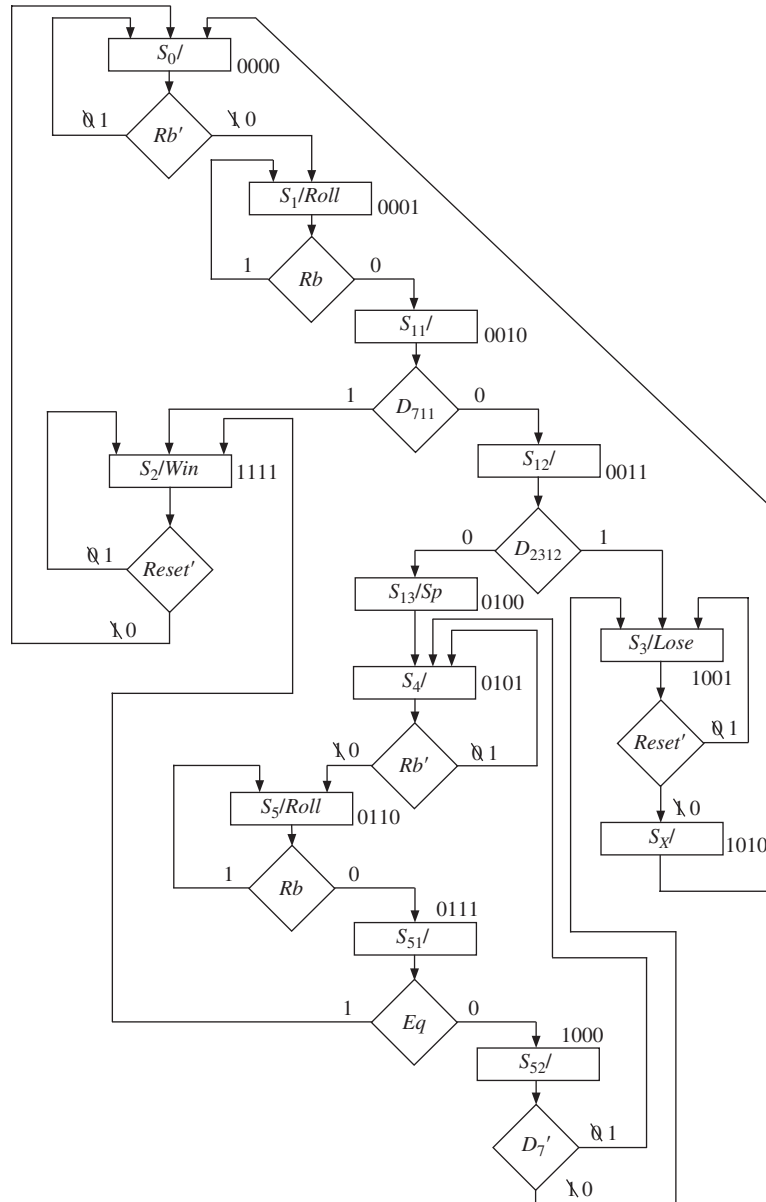 S₀/
0000
0 1
Rb'
1 0
S₁/Roll
0001
1
Rb
0
S₁₁/
0010
1
D₇₁₁
0
S₂/Win
1111
S₁₂/
0011
0
D₂₃₁₂
1
0 1
Reset'
S₁₃/Sp
0100
1 0
S₃/Lose
1001
S₄/
0101
Reset'
0 1
1 0
Rb'
0 1
S₅/Roll
0110
1 0
S_X/
1010
1
Rb
0
0111
S₅₁/
1
Eq
0
1000
S₅₂/
D₇'
0 1
1 0